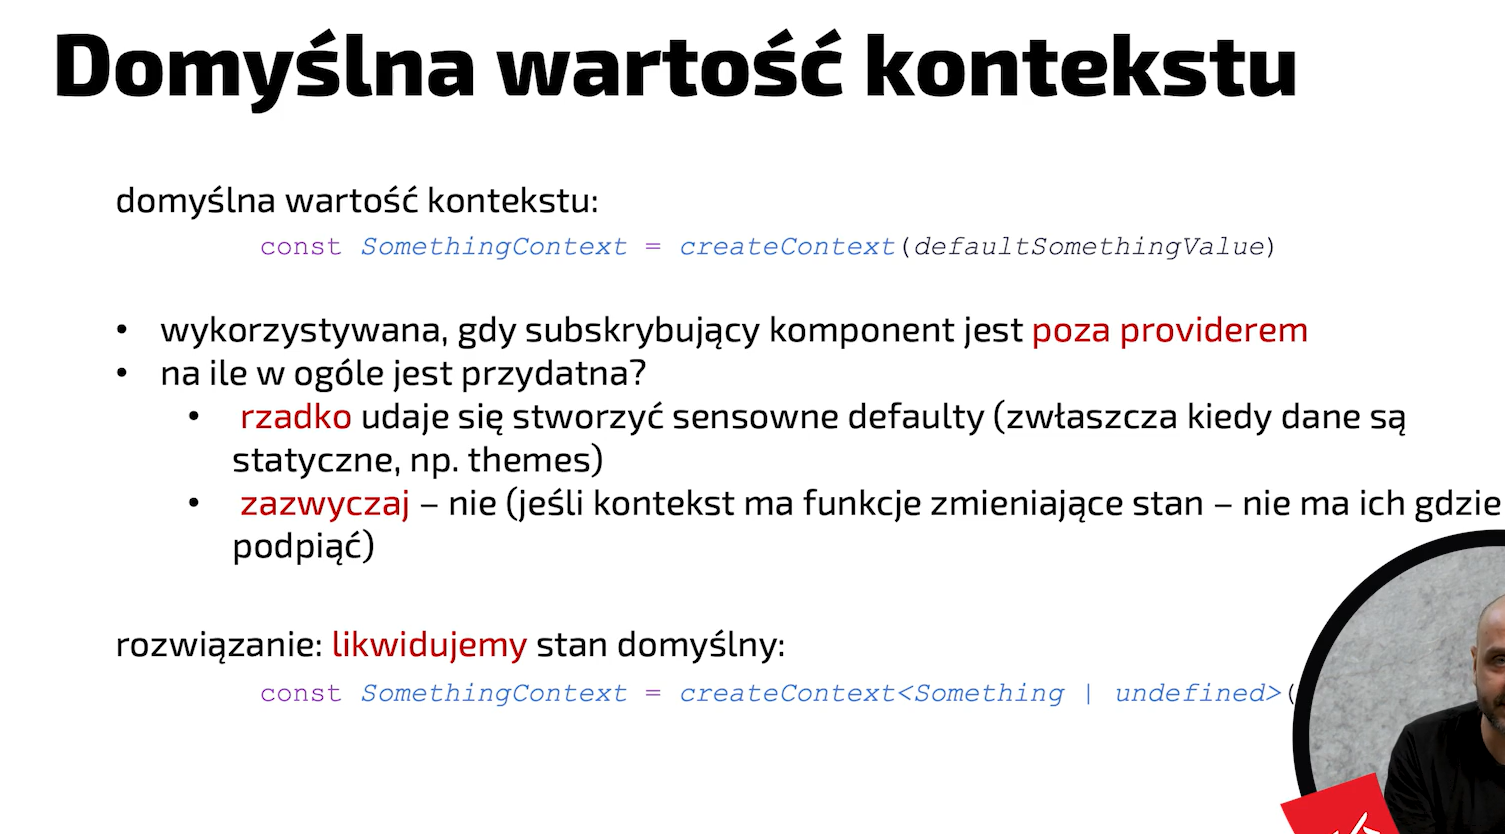 Domyślna wartość kontekstu
domyślna wartość kontekstu:
const SomethingContext = createContext(defaultSomethingValue)
• wykorzystywana, gdy subskrybujący komponent jest poza providerem
• na ile w ogóle jest przydatna?
• rzadko udaje się stworzyć sensowne defaulty (zwłaszcza kiedy dane są
statyczne, np. themes)
• zazwyczaj – nie (jeśli kontekst ma funkcje zmieniające stan – nie ma ich gdzie
podpiąć)
rozwiązanie: likwidujemy stan domyślny:
const SomethingContext = createContext<Something | undefined>(